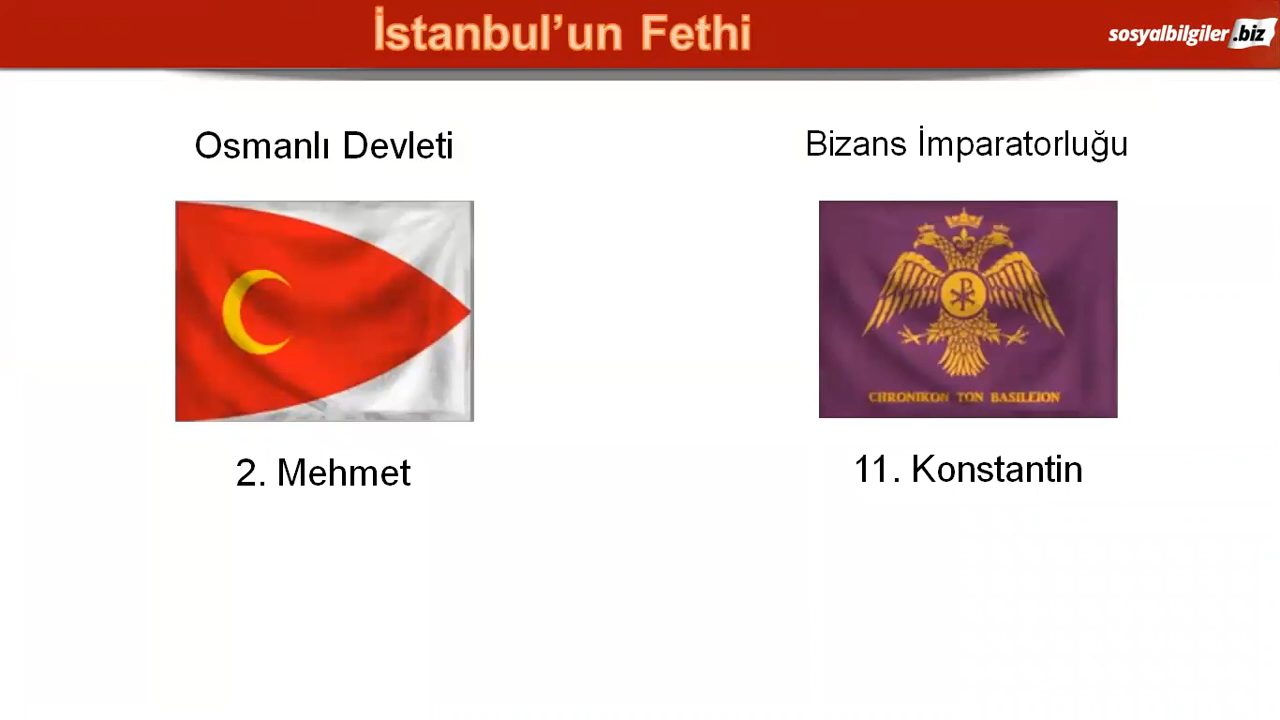 İstanbul’un Fethi
sosyalbilgiler.biz
Osmanlı Devleti
Bizans İmparatorluğu
CHRONIKON TON BASILEION
2. Mehmet
11. Konstantin